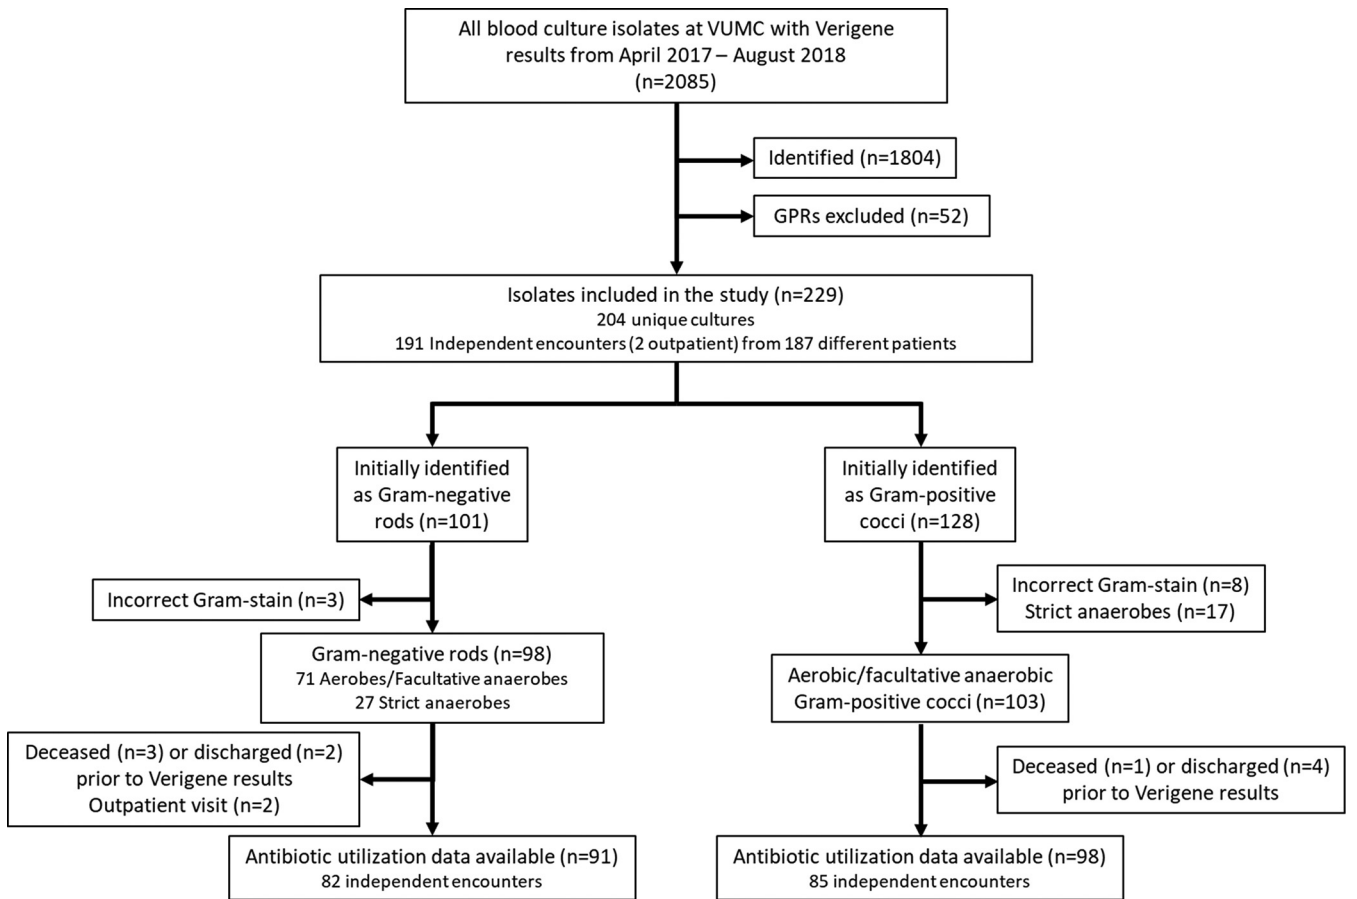 All blood culture isolates at VUMC with Verigene
results from April 2017 – August 2018
(n=2085)
Identified (n=1804)
GPRs excluded (n=52)
Isolates included in the study (n=229)
204 unique cultures
191 Independent encounters (2 outpatient) from 187 different patients
Initially identified
as Gram-negative
rods (n=101)
Initially identified
as Gram-positive
cocci (n=128)
Incorrect Gram-stain (n=3)
Incorrect Gram-stain (n=8)
Strict anaerobes (n=17)
Gram-negative rods (n=98)
71 Aerobes/Facultative anaerobes
27 Strict anaerobes
Aerobic/facultative anaerobic
Gram-positive cocci (n=103)
Deceased (n=3) or discharged (n=2)
prior to Verigene results
Outpatient visit (n=2)
Deceased (n=1) or discharged (n=4)
prior to Verigene results
Antibiotic utilization data available (n=91)
82 independent encounters
Antibiotic utilization data available (n=98)
85 independent encounters